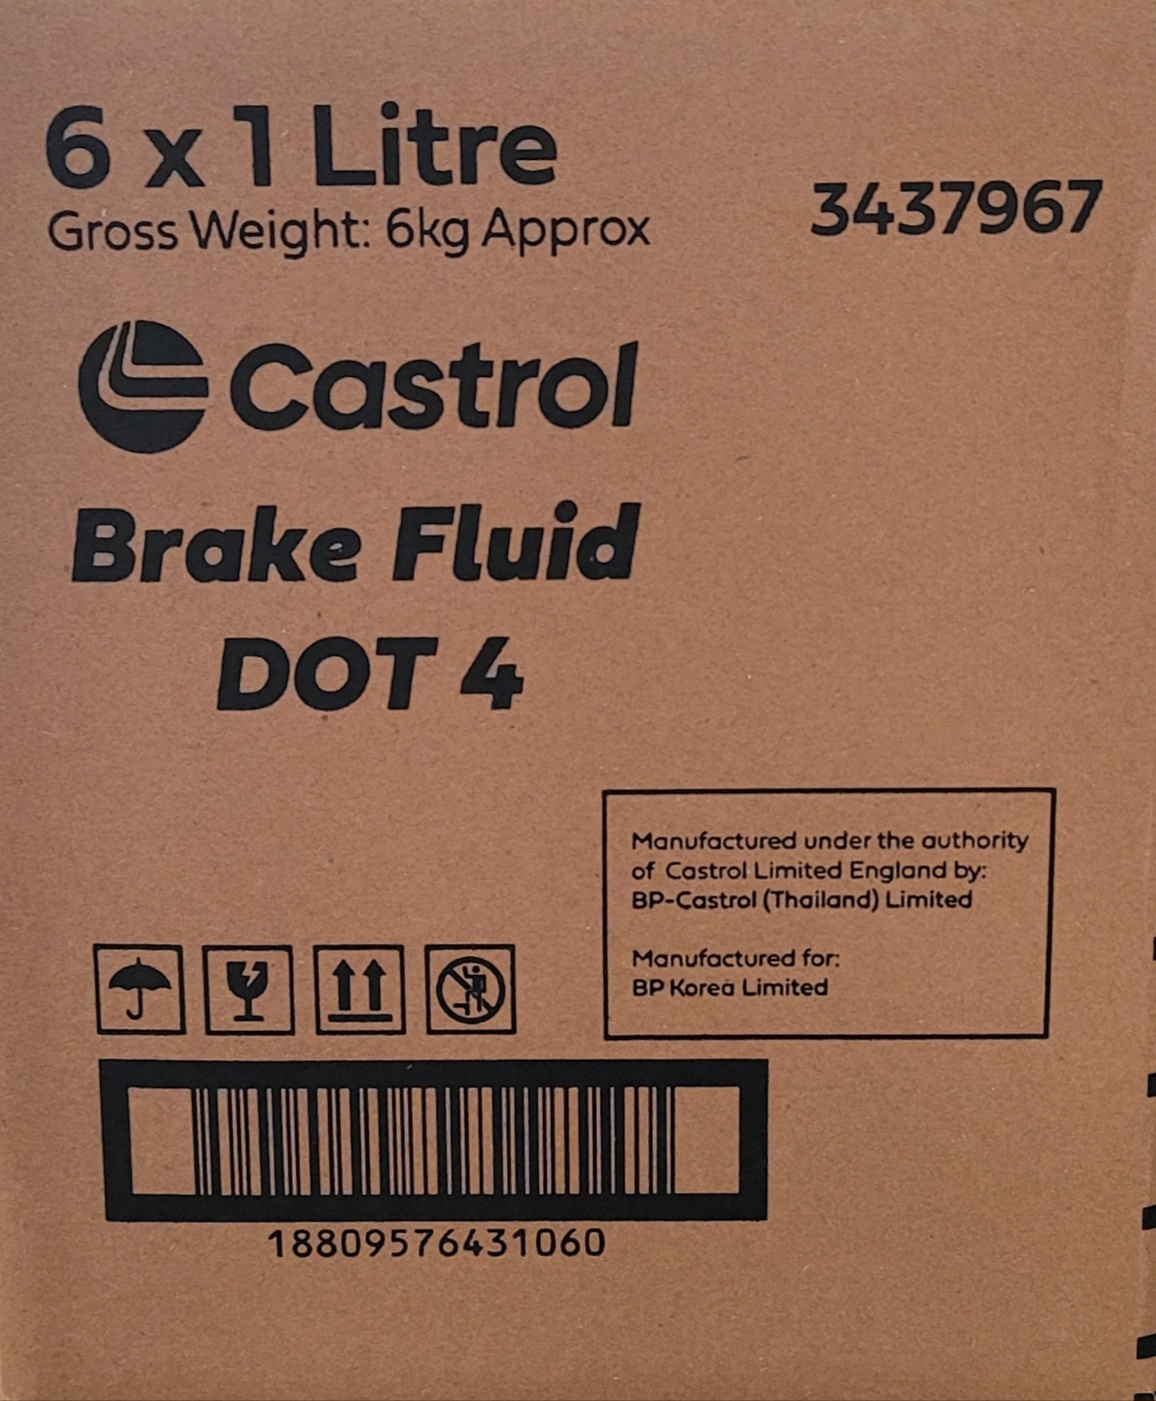 6 x 1 Litre
Gross Weight: 6kg Approx
3437967
Castrol
Brake Fluid
DOT 4
Manufactured under the authority
of Castrol Limited England by:
BP-Castrol (Thailand) Limited
Manufactured for:
BP Korea Limited
18809576431060